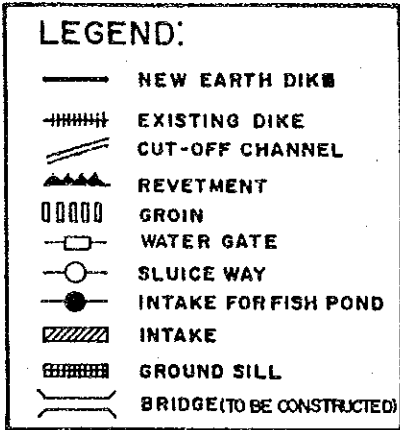 LEGEND:
NEW EARTH DIKE
EXISTING DIKE
CUT-OFF CHANNEL
REVETMENT
GROIN
WATER GATE
SLUICE WAY
INTAKE FOR FISH POND
INTAKE
GROUND SILL
BRIDGE(TO BE CONSTRUCTED)